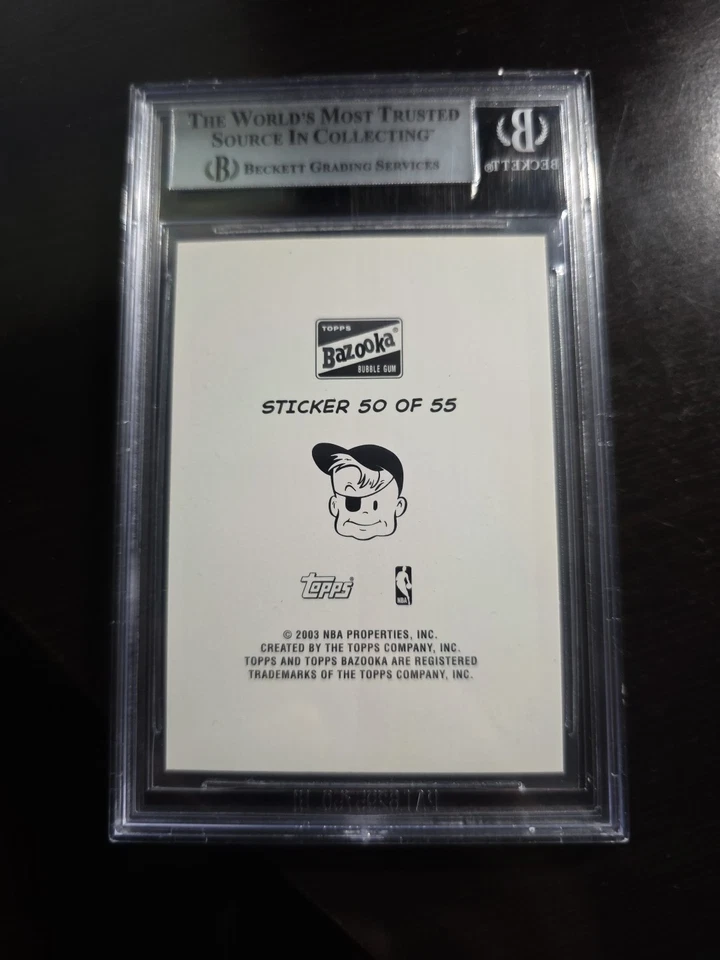 THE WORLD'S MOST TRUSTED
SOURCE IN COLLECTING™
B BECKETT GRADING SERVICES
B
BECKETT®
TOPPS
Bazooka®
BUBBLE GUM
STICKER 50 OF 55
topps®
NBA
© 2003 NBA PROPERTIES, INC.
CREATED BY THE TOPPS COMPANY, INC.
TOPPS AND TOPPS BAZOOKA ARE REGISTERED
TRADEMARKS OF THE TOPPS COMPANY, INC.